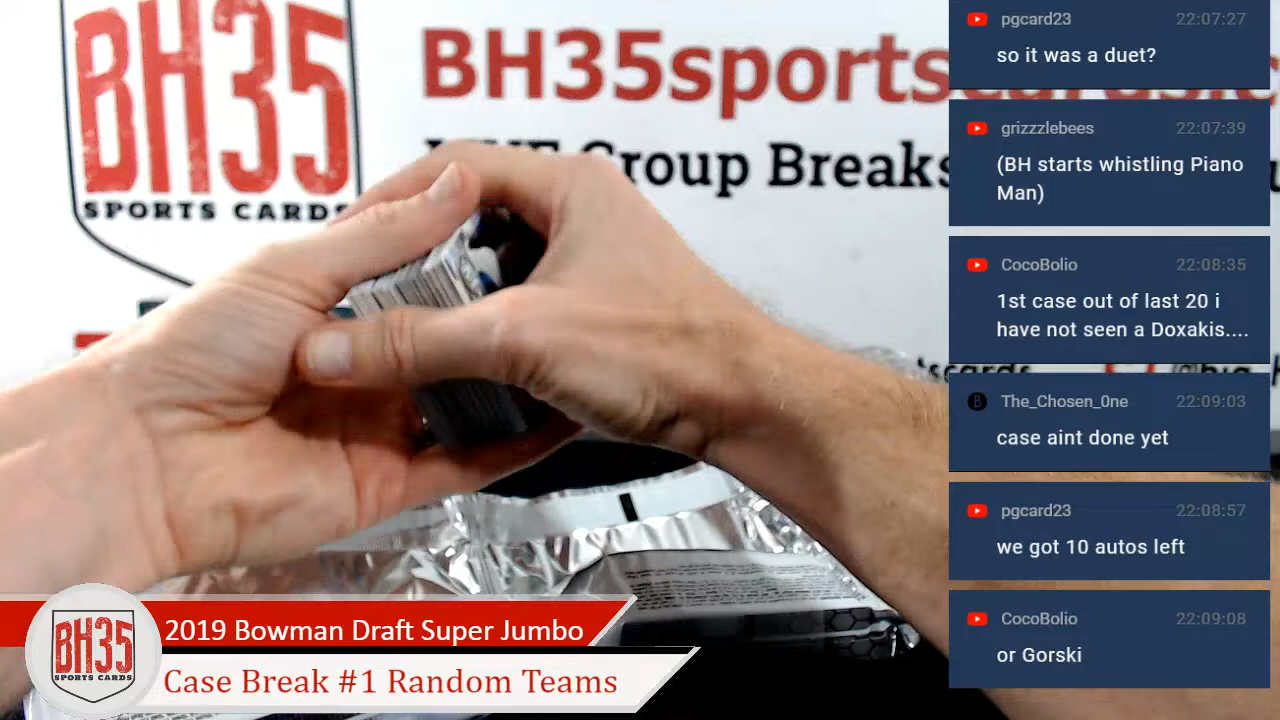 BH35
SPORTS CARDS
BH35sports
Group Breaks
pgcard23 22:07:27
so it was a duet?
grizzzlebees 22:07:39
(BH starts whistling Piano
Man)
CocoBolio 22:08:35
1st case out of last 20 i
have not seen a Doxakis....
The_Chosen_0ne 22:09:03
case aint done yet
pgcard23 22:08:57
we got 10 autos left
CocoBolio 22:09:08
or Gorski
BH35
SPORTS CARDS
2019 Bowman Draft Super Jumbo
Case Break #1 Random Teams